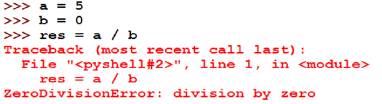 >>> a = 5
>>> b = 0
>>> res = a / b
Traceback (most recent call last):
  File "<pyshell#2>", line 1, in <module>
    res = a / b
ZeroDivisionError: division by zero